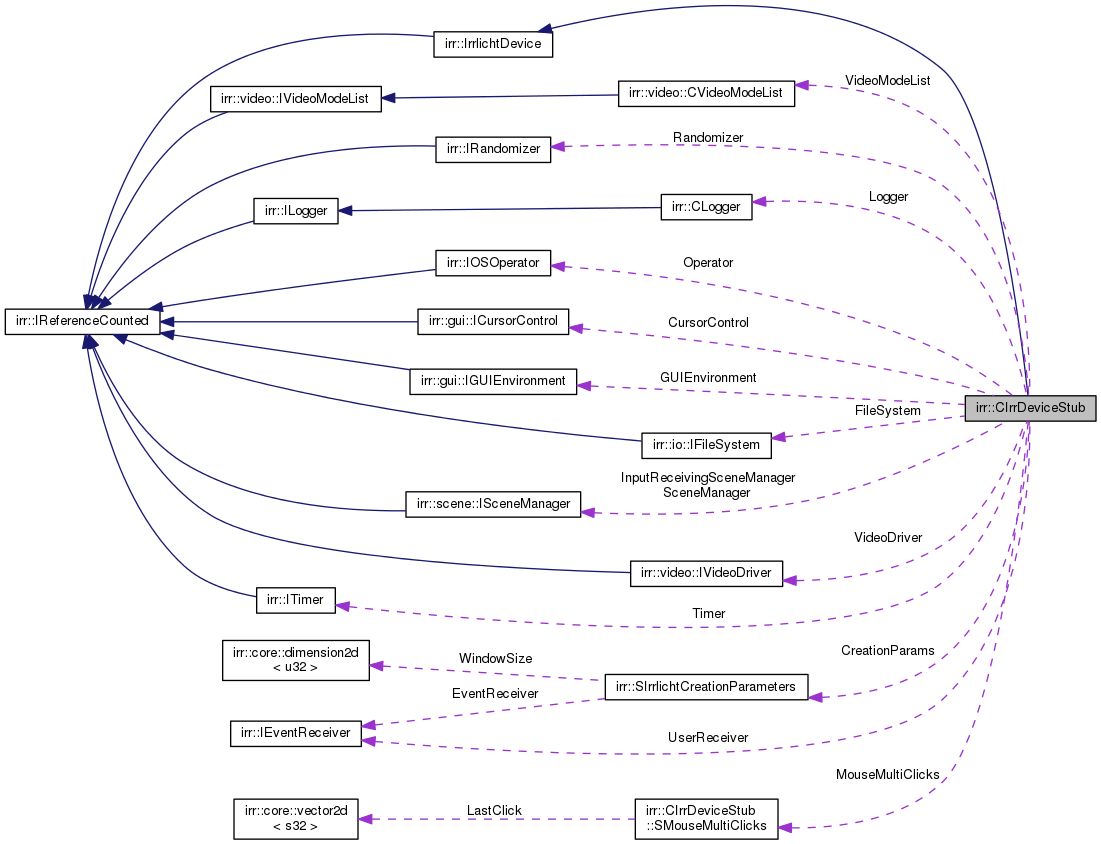 irr::IrrlichtDevice
VideoModeList
irr::video::IVideoModeList
irr::video::CVideoModeList
Randomizer
irr::IRandomizer
Logger
irr::ILogger
irr::CLogger
Operator
irr::IOSOperator
irr::IReferenceCounted
irr::gui::ICursorControl
CursorControl
irr::gui::IGUIEnvironment
GUIEnvironment
irr::CIrrDeviceStub
FileSystem
irr::io::IFileSystem
InputReceivingSceneManager
SceneManager
irr::scene::ISceneManager
VideoDriver
irr::video::IVideoDriver
irr::ITimer
Timer
irr::core::dimension2d
< u32 >
WindowSize
CreationParams
irr::SIrrlichtCreationParameters
EventReceiver
irr::IEventReceiver
UserReceiver
MouseMultiClicks
irr::core::vector2d
< s32 >
LastClick
irr::CIrrDeviceStub
::SMouseMultiClicks